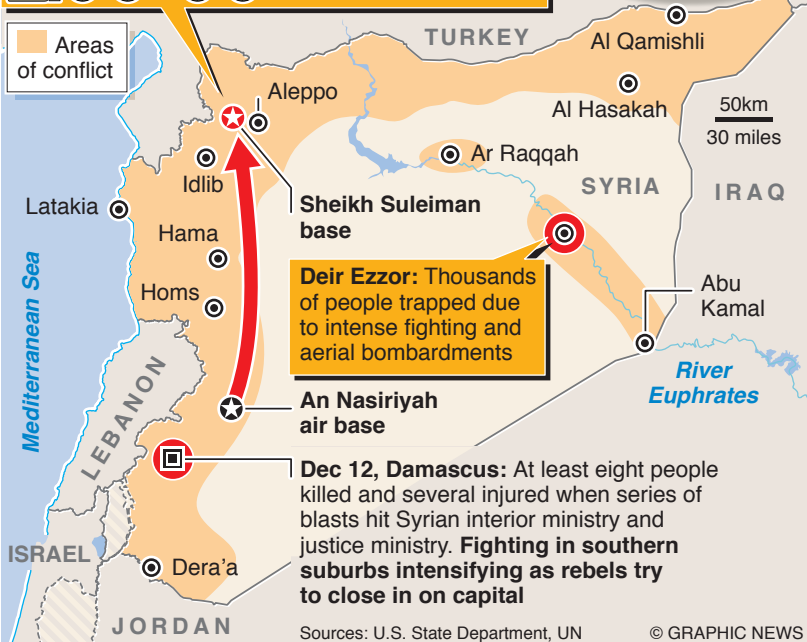 Areas
of conflict
TURKEY
Al Qamishli
Aleppo
Al Hasakah
50km
30 miles
Ar Raqqah
Idlib
SYRIA
IRAQ
Latakia
Sheikh Suleiman
base
Hama
Mediterranean Sea
Deir Ezzor: Thousands
of people trapped due
to intense fighting and
aerial bombardments
Homs
Abu
Kamal
LEBANON
River
Euphrates
An Nasiriyah
air base
Dec 12, Damascus: At least eight people
killed and several injured when series of
blasts hit Syrian interior ministry and
justice ministry. Fighting in southern
suburbs intensifying as rebels try
to close in on capital
ISRAEL
Dera'a
JORDAN
Sources: U.S. State Department, UN
© GRAPHIC NEWS